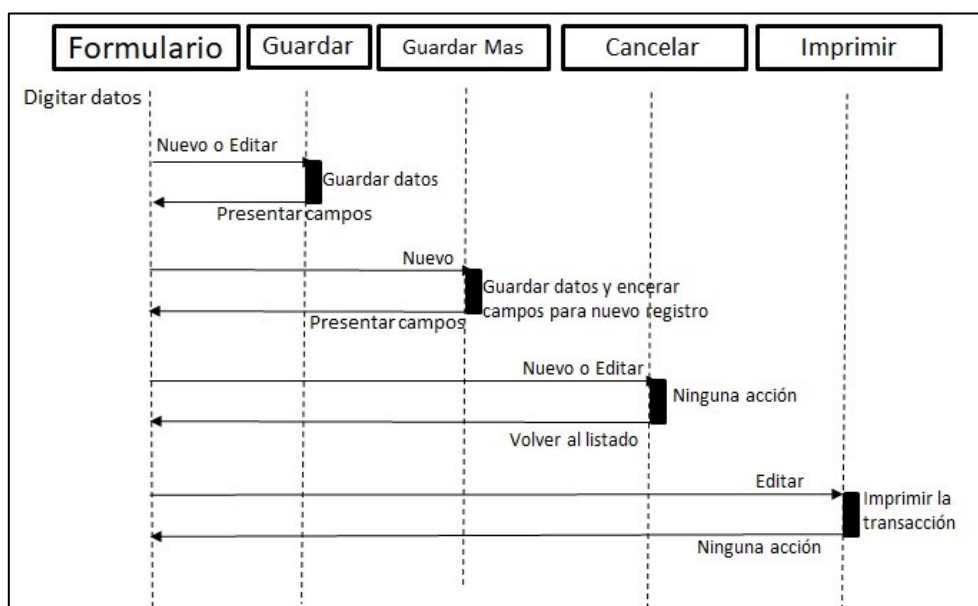 Formulario
Guardar
Guardar Mas
Cancelar
Imprimir
Digitar datos
Nuevo o Editar
Guardar datos
Presentar campos
Nuevo
Guardar datos y encerar
campos para nuevo registro
Presentar campos
Nuevo o Editar
Ninguna acción
Volver al listado
Editar
Imprimir la
transacción
Ninguna acción